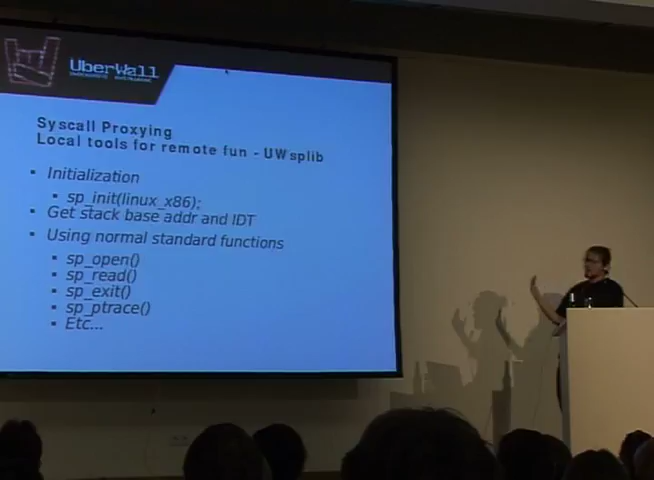 UberWall
Syscall Proxying
Local tools for remote fun - UWsplib
Initialization
sp_init(linux_x86);
Get stack base addr and IDT
Using normal standard functions
sp_open()
sp_read()
sp_exit()
sp_ptrace()
Etc...